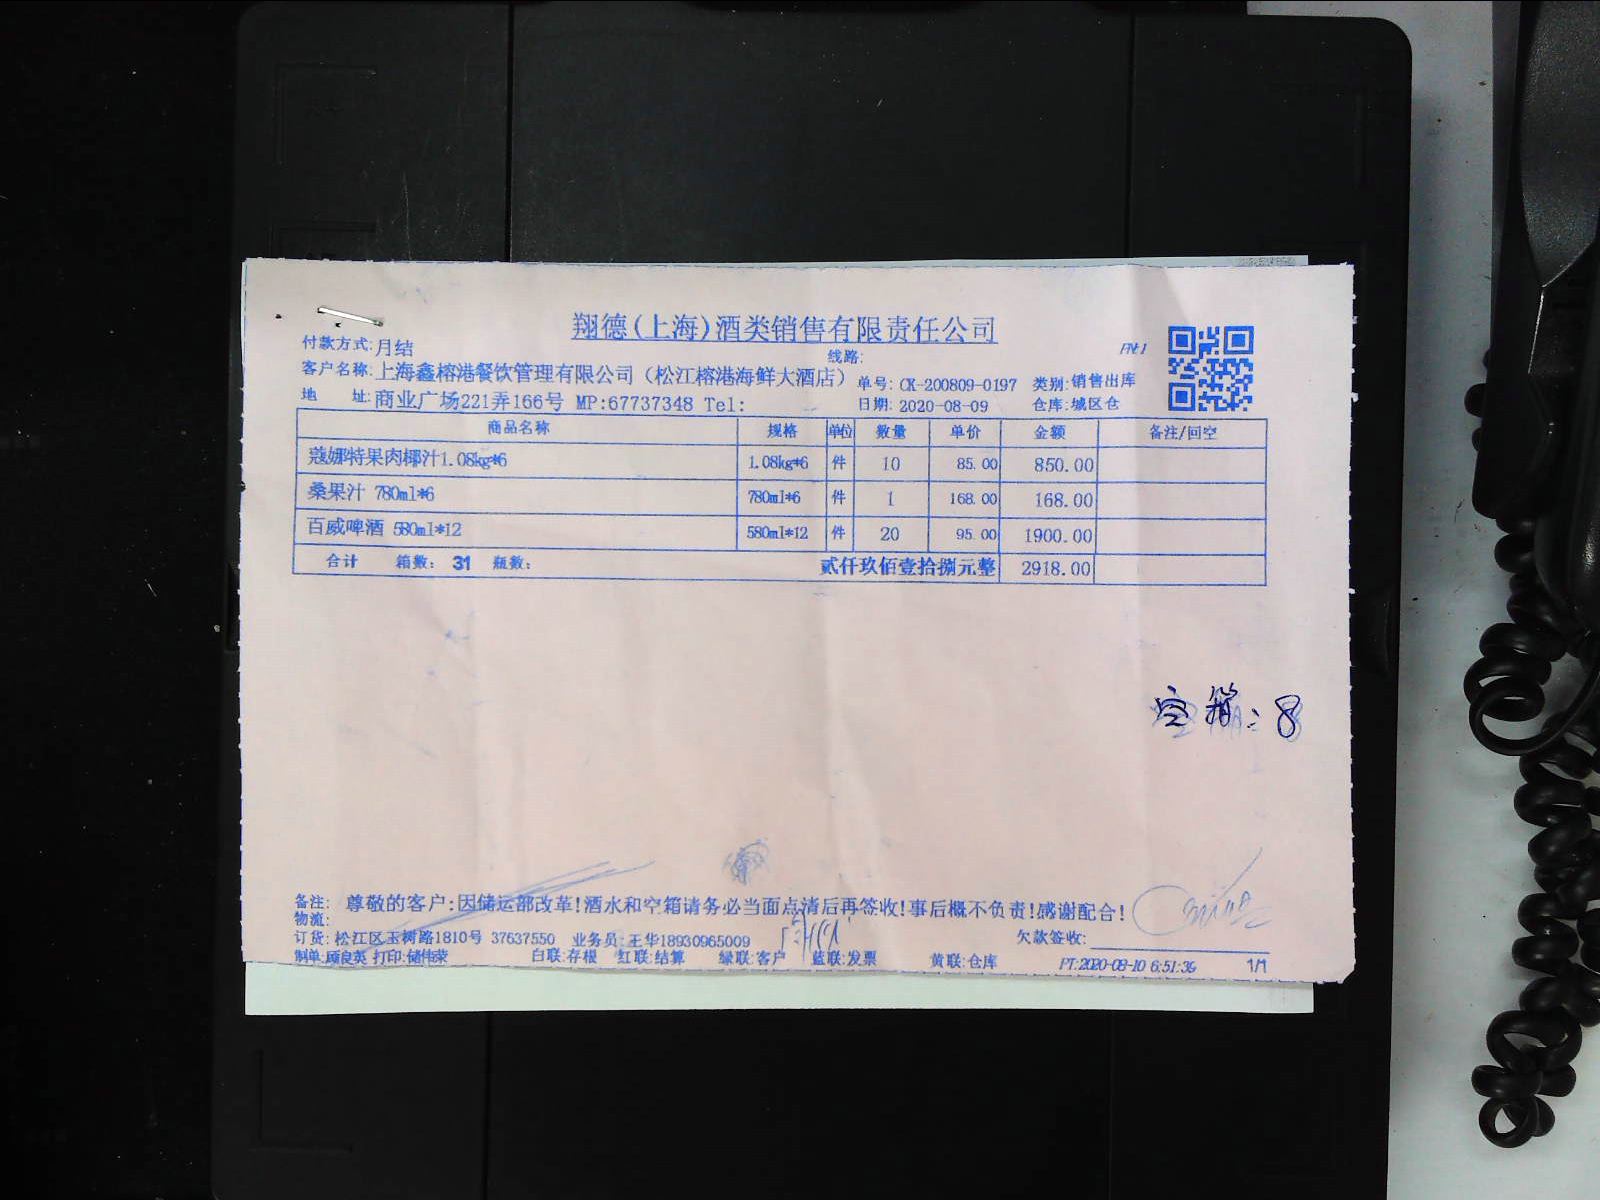 翔德(上海)酒类销售有限责任公司
付款方式:月结
线路:
客户名称:上海鑫榕港餐饮管理有限公司（松江榕港海鲜大酒店）
单号: CK-200809-0197 类别:销售出库
地 址:商业广场221弄166号 MP:67737348 Tel:
日期: 2020-08-09 仓库:城区仓
商品名称 规格 单位 数量 单价 金额 备注/回空
蔻娜特果肉椰汁1.08kg*6 1.08kg*6 件 10 85.00 850.00
桑果汁 780ml*6 780ml*6 件 1 168.00 168.00
百威啤酒 580ml*12 580ml*12 件 20 95.00 1900.00
合计 箱数: 31 瓶数: 贰仟玖佰壹拾捌元整 2918.00
空箱:8
备注: 尊敬的客户:因储运部改革!酒水和空箱请务必当面点清后再签收!事后概不负责!感谢配合!
物流:
订货: 松江区玉树路1810号 37637550 业务员:王华18930965009 欠款签收:
制单:顾良英 打印:储伟荣 白联:存根 红联:结算 绿联:客户 蓝联:发票 黄联:仓库 PT:2020-08-10 6:51:36 1/1